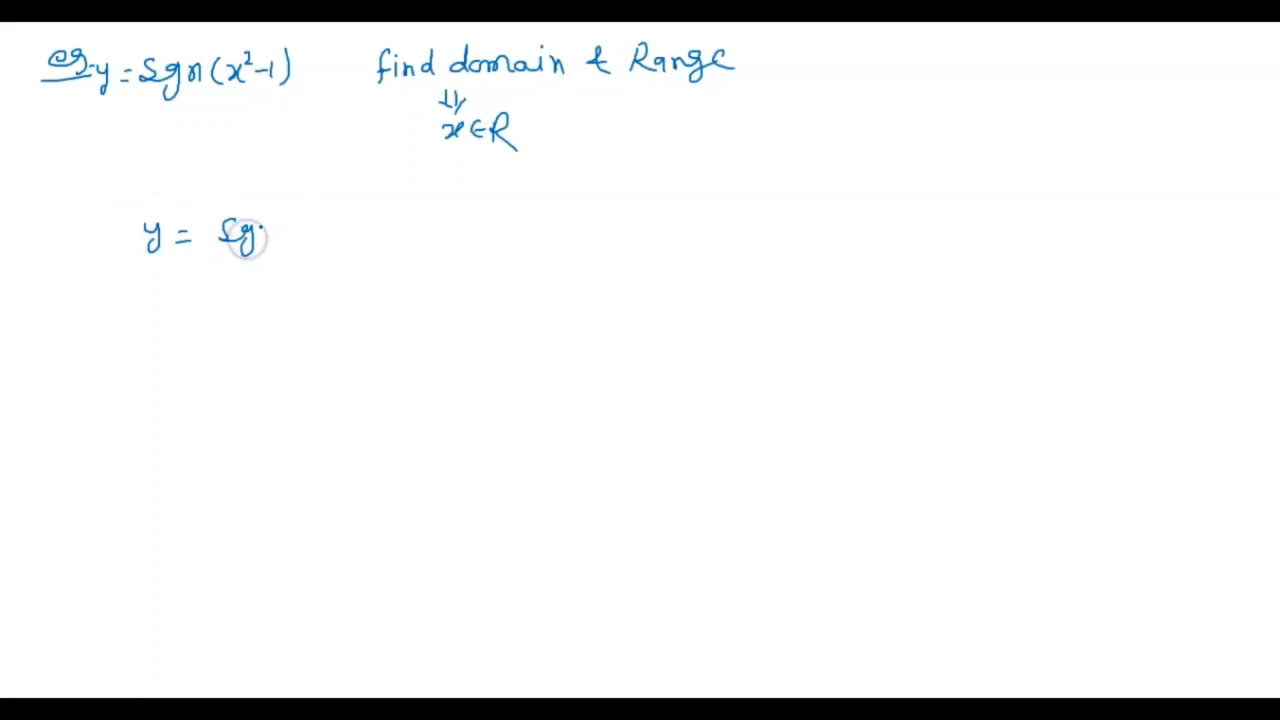 eg. y = Sgn(x²-1) find domain & Range
⇓
x ∈ R
y = Sg